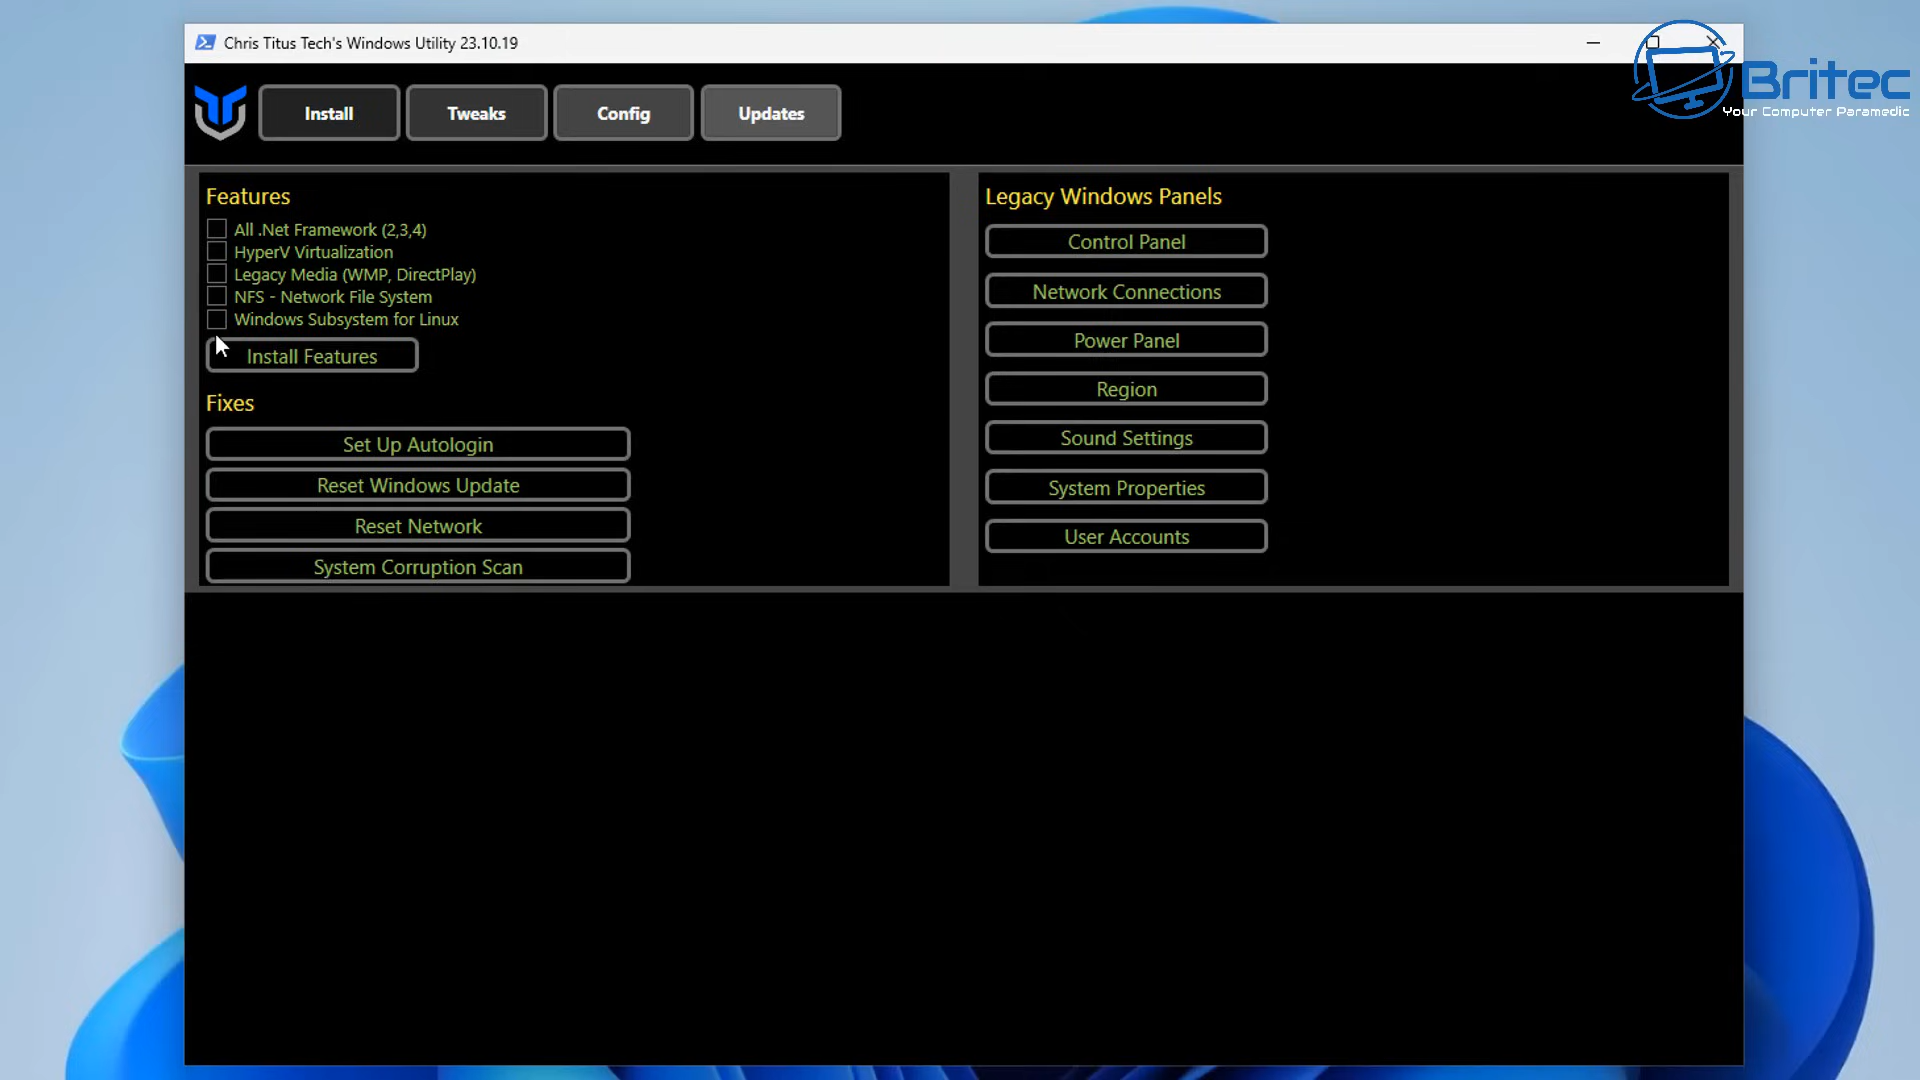 Chris Titus Tech's Windows Utility 23.10.19
Britec
Your Computer Paramedic
Install
Tweaks
Config
Updates
Features
All .Net Framework (2,3,4)
HyperV Virtualization
Legacy Media (WMP, DirectPlay)
NFS - Network File System
Windows Subsystem for Linux
Install Features
Fixes
Set Up Autologin
Reset Windows Update
Reset Network
System Corruption Scan
Legacy Windows Panels
Control Panel
Network Connections
Power Panel
Region
Sound Settings
System Properties
User Accounts